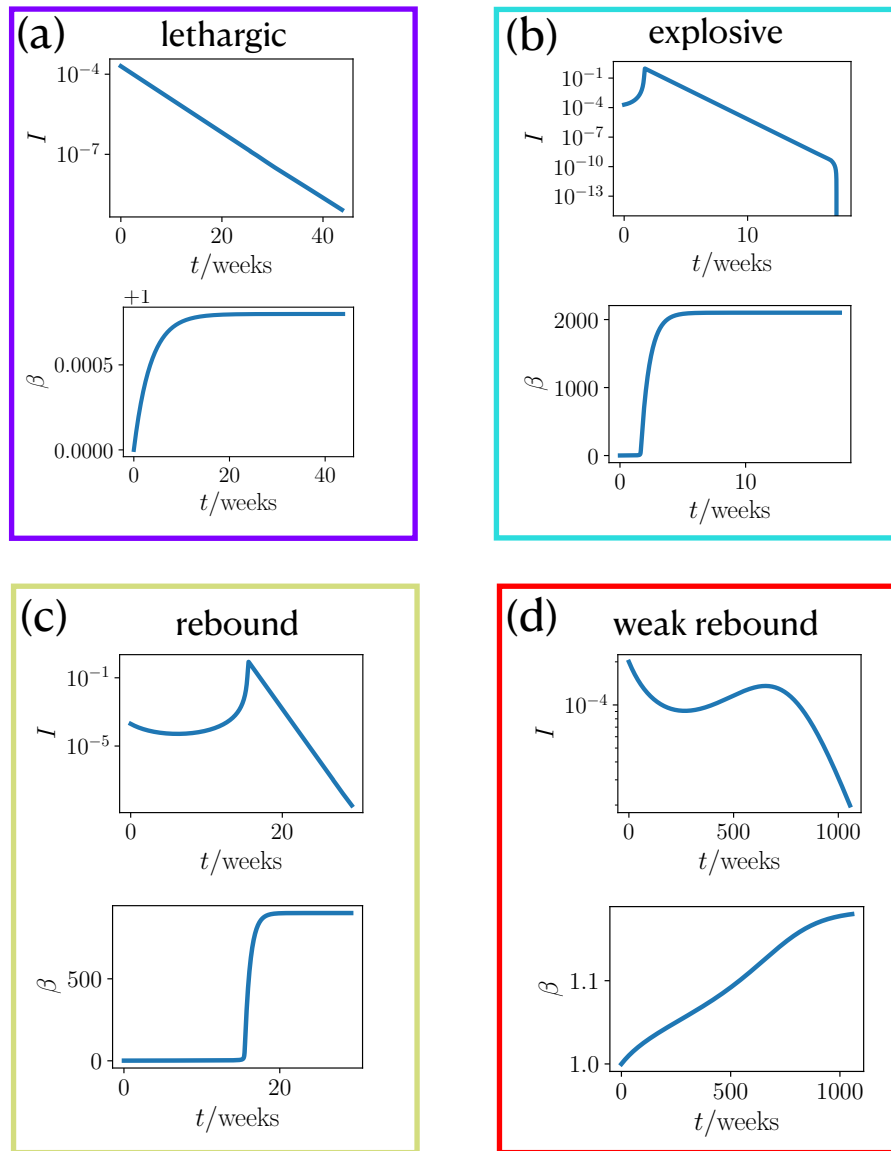 (a) lethargic
10⁻⁴
10⁻⁷
I
0 20 40
t/weeks
+1
0.0005
0.0000
β
0 20 40
t/weeks
(b) explosive
10⁻¹
10⁻⁴
10⁻⁷
10⁻¹⁰
10⁻¹³
I
0 10
t/weeks
2000
1000
0
β
0 10
t/weeks
(c) rebound
10⁻¹
10⁻⁵
I
0 20
t/weeks
500
0
β
0 20
t/weeks
(d) weak rebound
10⁻⁴
I
0 500 1000
t/weeks
1.1
1.0
β
0 500 1000
t/weeks